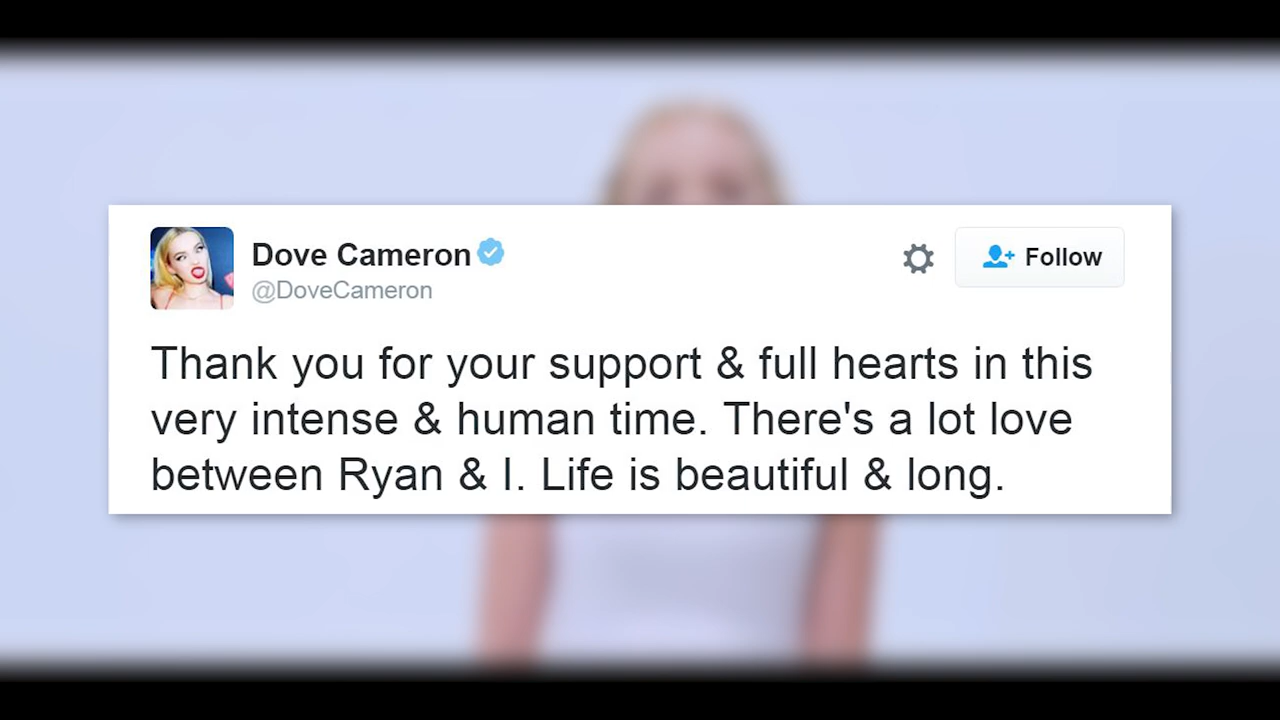 Dove Cameron
@DoveCameron
Follow
Thank you for your support & full hearts in this
very intense & human time. There's a lot love
between Ryan & I. Life is beautiful & long.